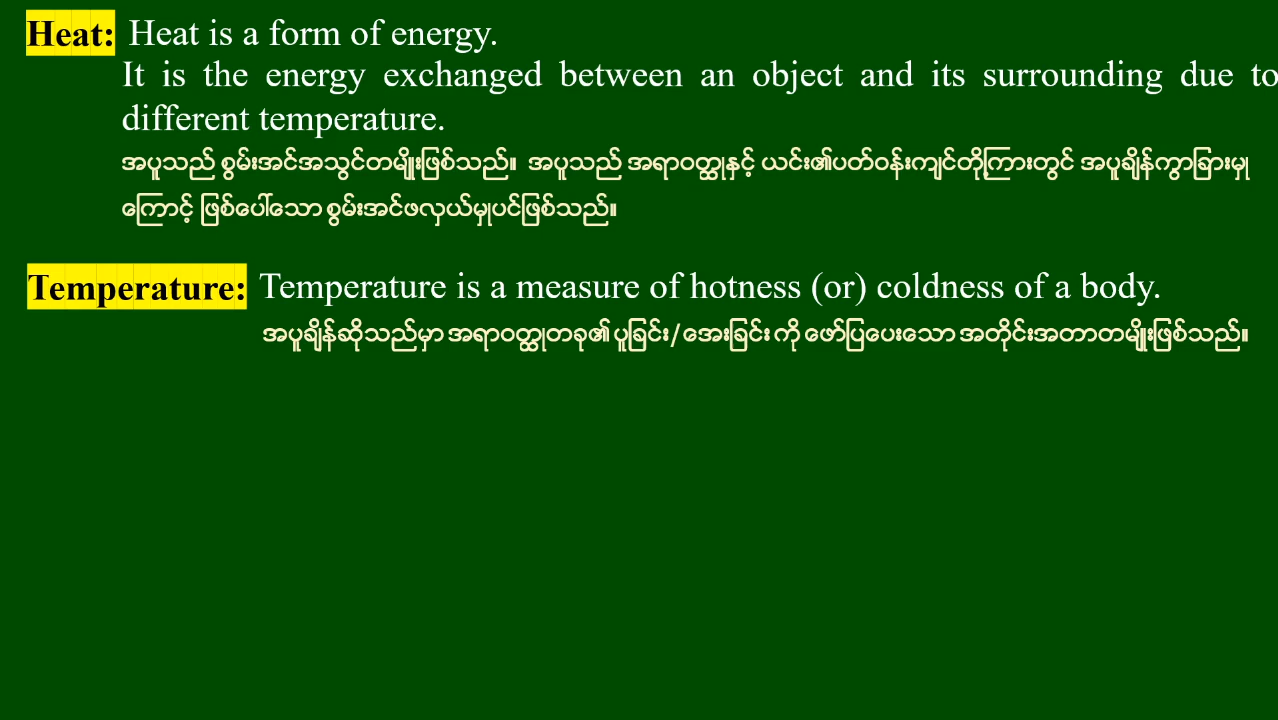 Heat: Heat is a form of energy.
It is the energy exchanged between an object and its surrounding due to
different temperature.
အပူသည် စွမ်းအင်အသွင်တမျိုးဖြစ်သည်။ အပူသည် အရာဝတ္ထုနှင့် ယင်း၏ပတ်ဝန်းကျင်တို့ကြားတွင် အပူချိန်ကွာခြားမှု
ကြောင့် ဖြစ်ပေါ်သော စွမ်းအင်ဖလှယ်မှုပင်ဖြစ်သည်။
Temperature: Temperature is a measure of hotness (or) coldness of a body.
အပူချိန်ဆိုသည်မှာ အရာဝတ္ထုတခု၏ ပူခြင်း/အေးခြင်း ကို ဖော်ပြပေးသော အတိုင်းအတာတမျိုးဖြစ်သည်။